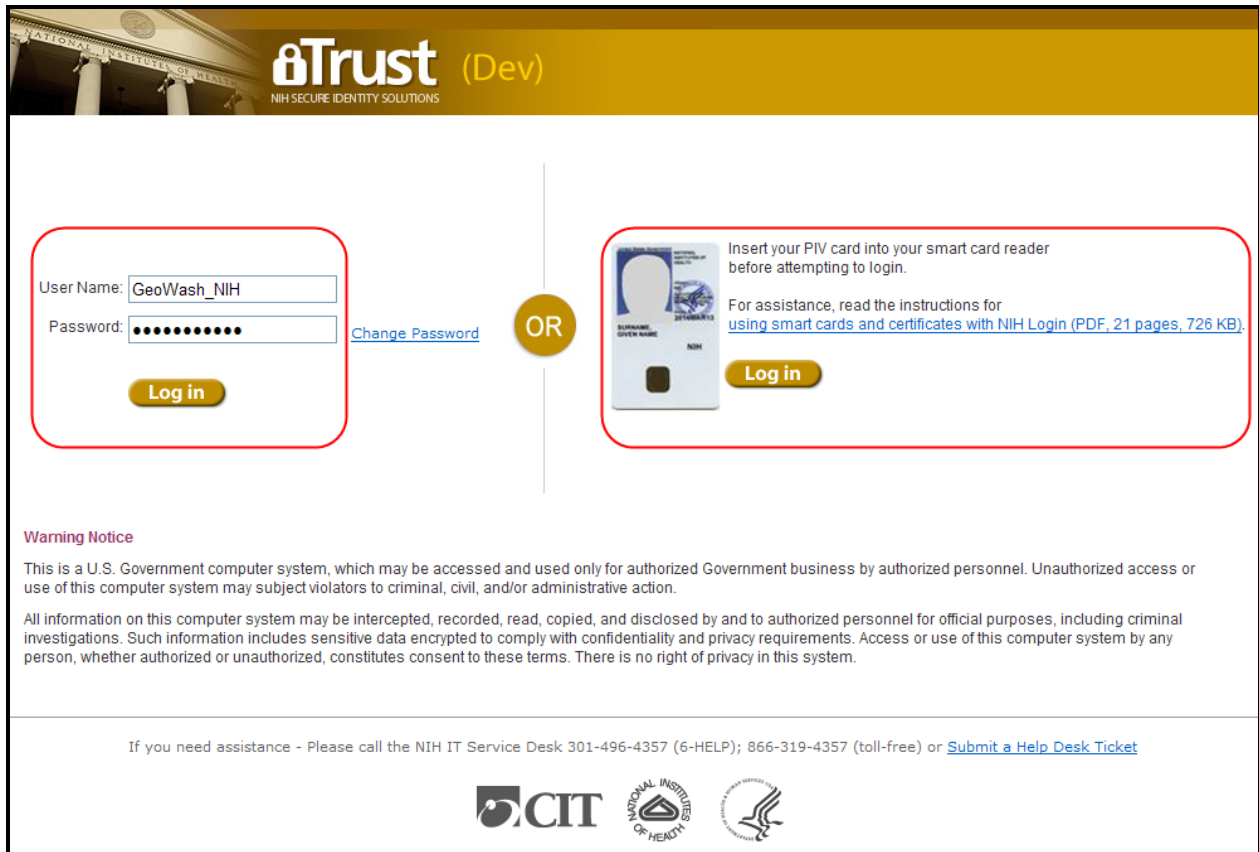 NATIONAL INSTITUTES OF HEALTH
iTrust (Dev)
NIH SECURE IDENTITY SOLUTIONS
User Name: GeoWash_NIH
Password: ●●●●●●●●●●●
Change Password
Log in
OR
NATIONAL INSTITUTES OF HEALTH
2014MAR13
SURNAME,
GIVEN NAME
NIH
Insert your PIV card into your smart card reader
before attempting to login.
For assistance, read the instructions for
using smart cards and certificates with NIH Login (PDF, 21 pages, 726 KB).
Log in
Warning Notice
This is a U.S. Government computer system, which may be accessed and used only for authorized Government business by authorized personnel. Unauthorized access or
use of this computer system may subject violators to criminal, civil, and/or administrative action.
All information on this computer system may be intercepted, recorded, read, copied, and disclosed by and to authorized personnel for official purposes, including criminal
investigations. Such information includes sensitive data encrypted to comply with confidentiality and privacy requirements. Access or use of this computer system by any
person, whether authorized or unauthorized, constitutes consent to these terms. There is no right of privacy in this system.
If you need assistance - Please call the NIH IT Service Desk 301-496-4357 (6-HELP); 866-319-4357 (toll-free) or Submit a Help Desk Ticket
CIT
NATIONAL INSTITUTES OF HEALTH